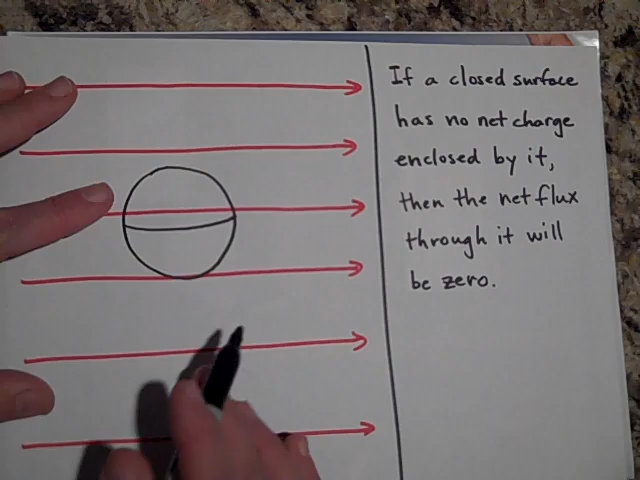 If a closed surface
has no net charge
enclosed by it,
then the net flux
through it will
be zero.